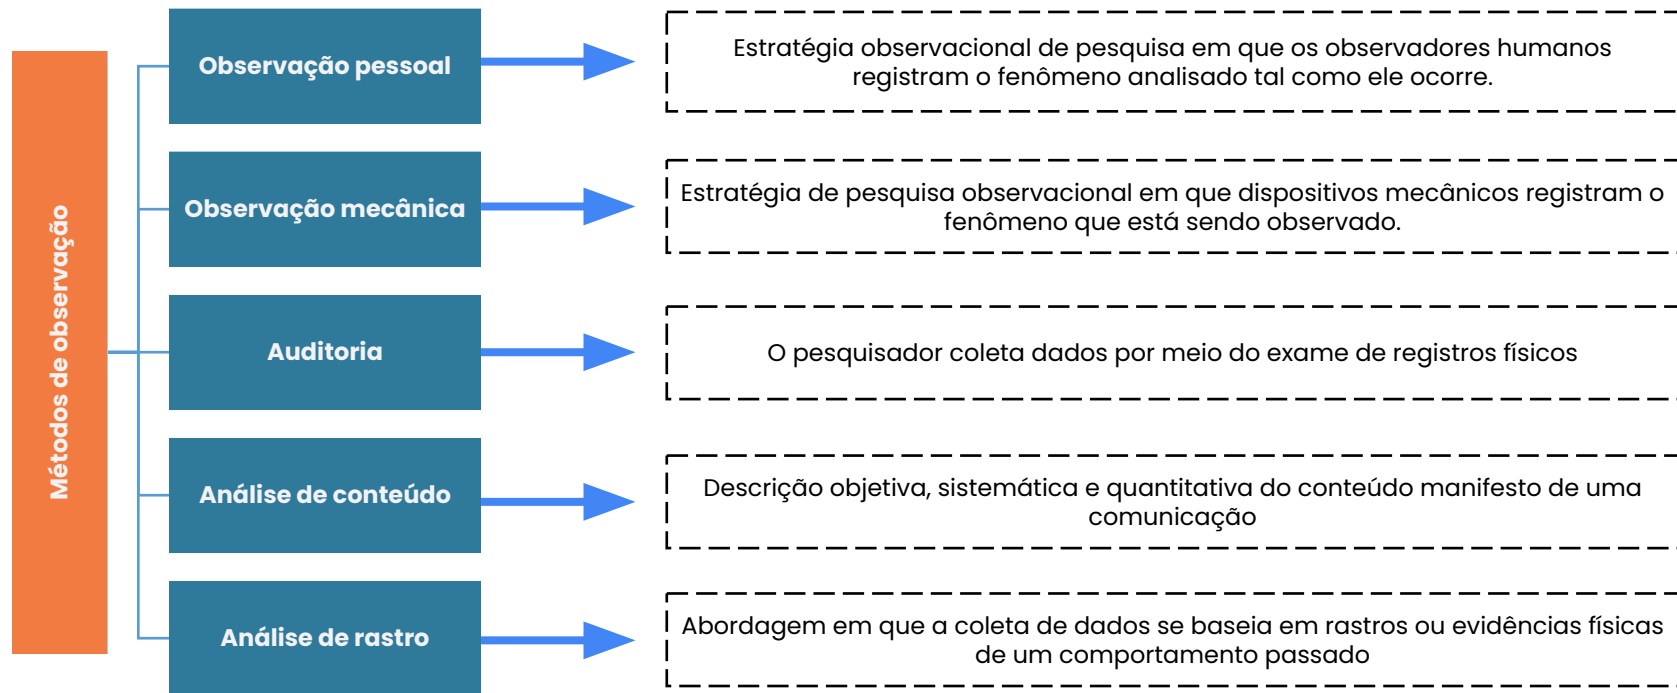 Métodos de observação
Observação pessoal
Estratégia observacional de pesquisa em que os observadores humanos
registram o fenômeno analisado tal como ele ocorre.
Observação mecânica
Estratégia de pesquisa observacional em que dispositivos mecânicos registram o
fenômeno que está sendo observado.
Auditoria
O pesquisador coleta dados por meio do exame de registros físicos
Análise de conteúdo
Descrição objetiva, sistemática e quantitativa do conteúdo manifesto de uma
comunicação
Análise de rastro
Abordagem em que a coleta de dados se baseia em rastros ou evidências físicas
de um comportamento passado